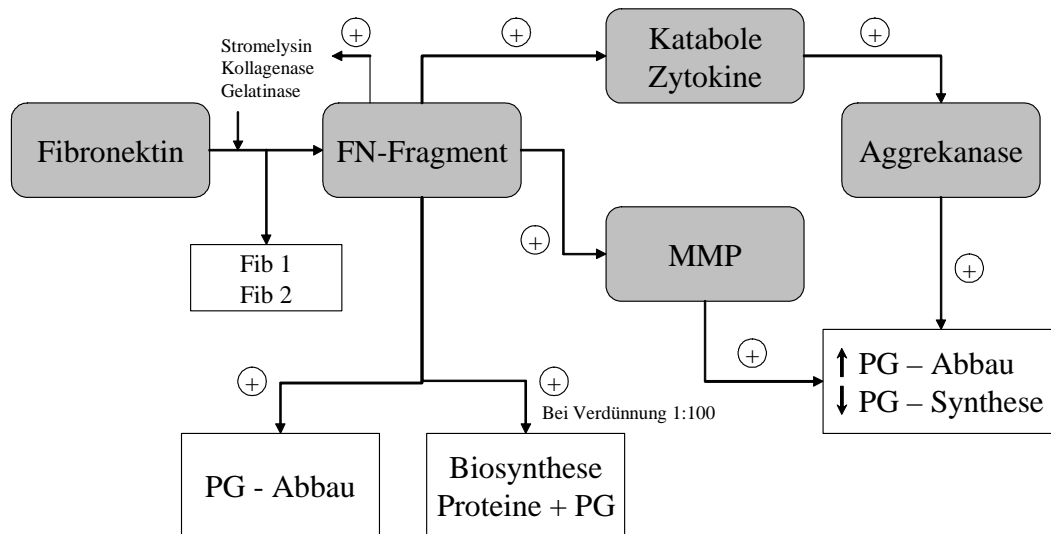 +
+
+
Stromelysin
Kollagenase
Gelatinase
Katabole
Zytokine
Fibronektin
FN-Fragment
Aggrekanase
+
MMP
Fib 1
Fib 2
+
+
↑ PG – Abbau
↓ PG – Synthese
+
+
Bei Verdünnung 1:100
PG - Abbau
Biosynthese
Proteine + PG